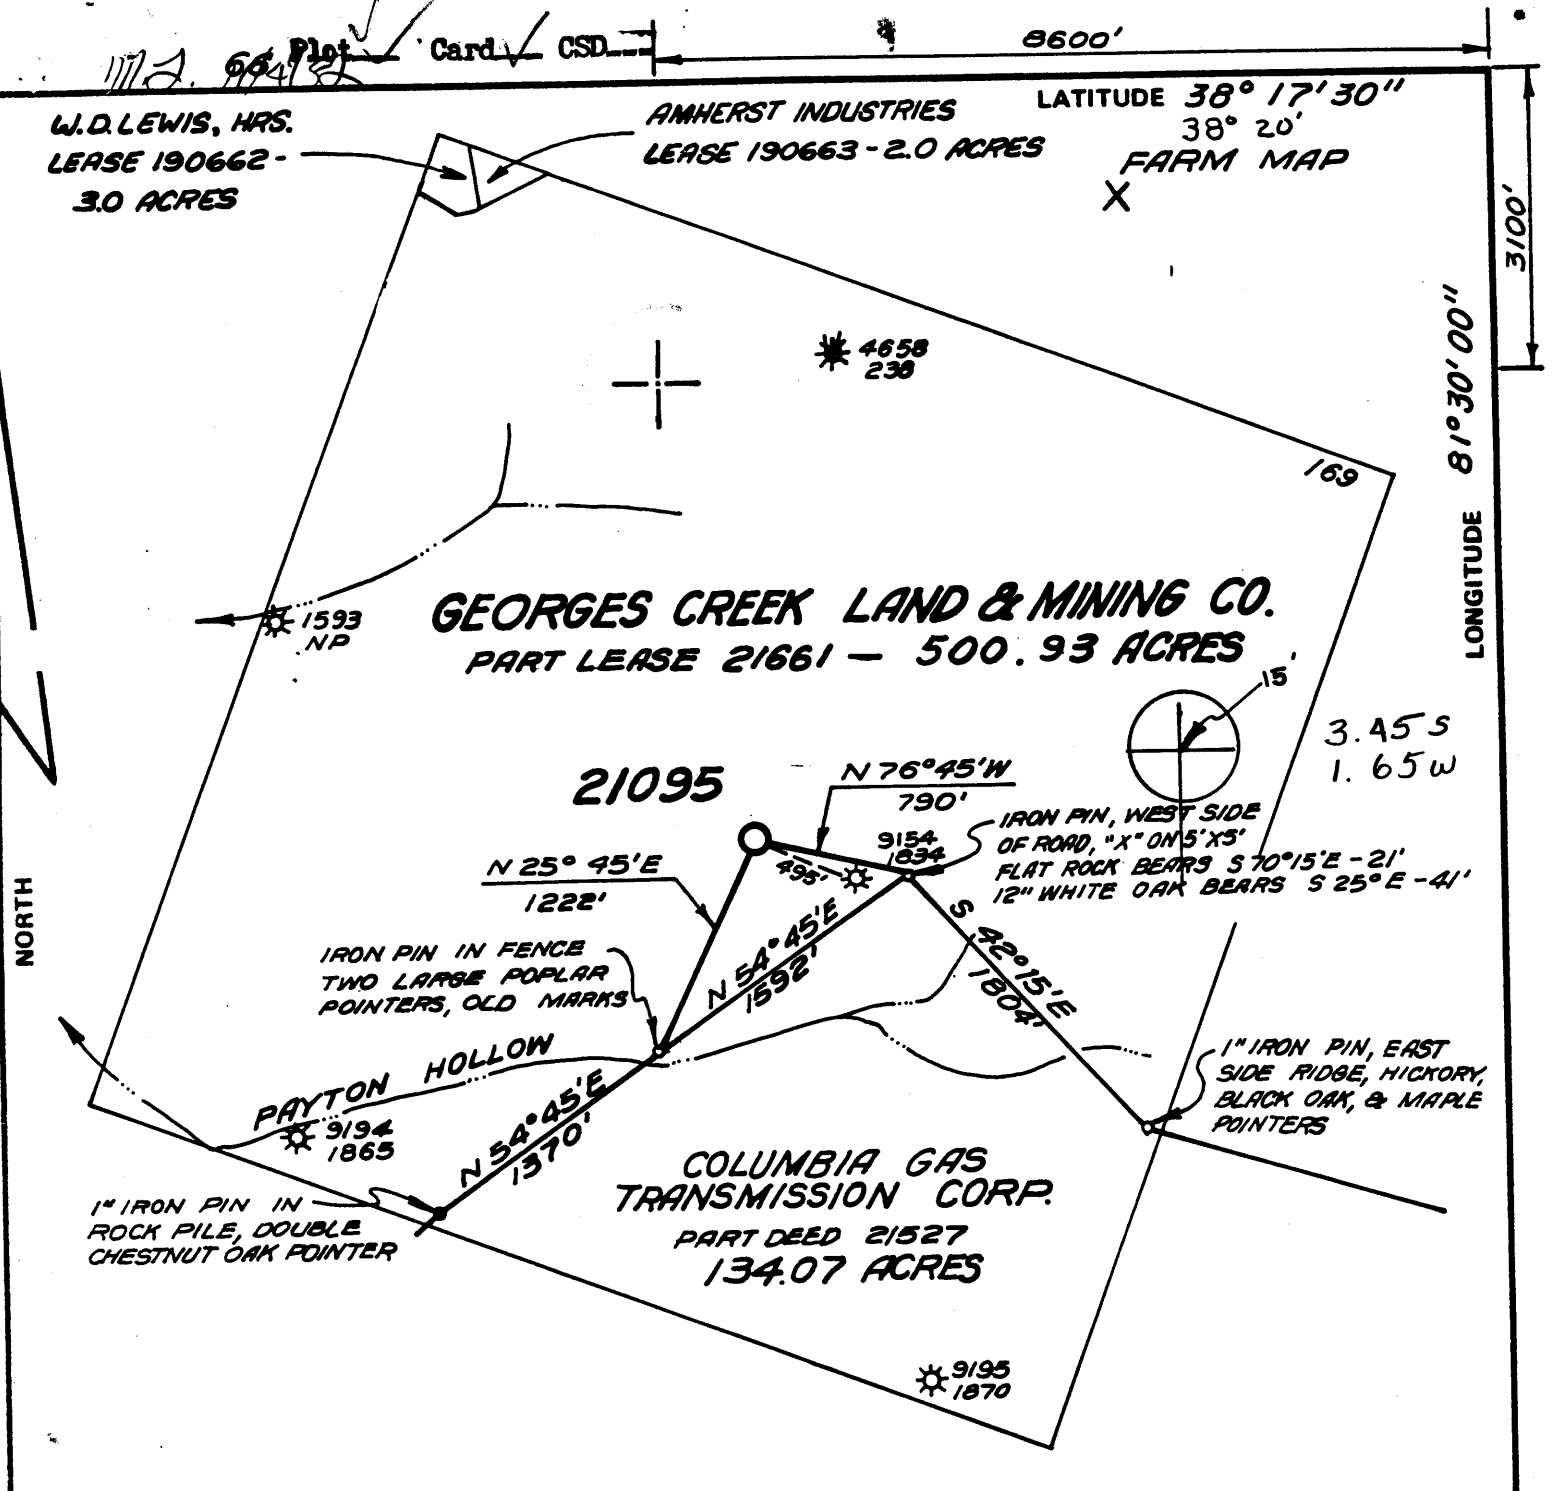 Plot Card CSD
8600'
LATITUDE 38° 17' 30"
38° 20'
FARM MAP
X
W.D. LEWIS, HRS.
LEASE 190662-
3.0 ACRES
AMHERST INDUSTRIES
LEASE 190663 - 2.0 ACRES
3100'
LONGITUDE 81° 30' 00"
4658
238
169
1593
NP
GEORGES CREEK LAND & MINING CO.
PART LEASE 21661 — 500.93 ACRES
15'
3.45 S
1.65 W
21095
N 76° 45' W
790'
N 25° 45' E
1222'
495'
9154
1834
IRON PIN, WEST SIDE
OF ROAD, "X" ON 5'X5'
FLAT ROCK BEARS S 70° 15' E - 21'
12" WHITE OAK BEARS S 25° E - 41'
NORTH
IRON PIN IN FENCE
TWO LARGE POPLAR
POINTERS, OLD MARKS
N 54° 45' E
1592'
S 42° 15' E
1804'
PAYTON HOLLOW
9194
1865
N 54° 45' E
1370'
1" IRON PIN, EAST
SIDE RIDGE, HICKORY,
BLACK OAK, & MAPLE
POINTERS
1" IRON PIN IN
ROCK PILE, DOUBLE
CHESTNUT OAK POINTER
COLUMBIA GAS
TRANSMISSION CORP.
PART DEED 21527
134.07 ACRES
9195
1870